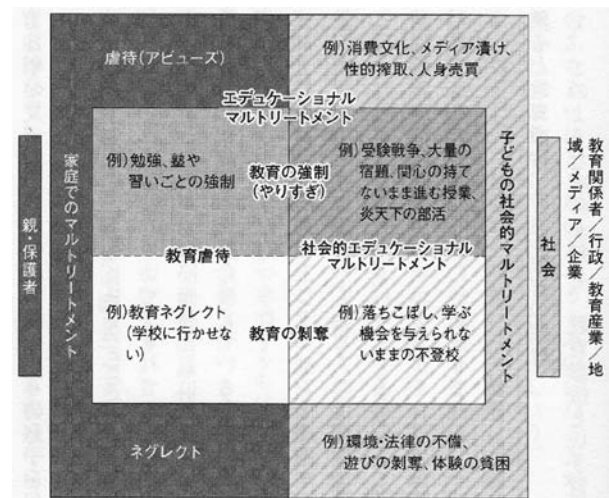 虐待(アビューズ)
例)消費文化、メディア漬け、
性的搾取、人身売買
エデュケーショナル
マルトリートメント
例)勉強、塾や
習いごとの強制
教育の強制
(やりすぎ)
例)受験戦争、大量の
宿題、関心の持て
ないまま進む授業、
炎天下の部活
教育虐待
社会的エデュケーショナル
マルトリートメント
例)教育ネグレクト
(学校に行かせな
い)
教育の剝奪
例)落ちこぼし、学ぶ
機会を与えられな
いままの不登校
ネグレクト
例)環境・法律の不備、
遊びの剝奪、体験の貧困
親・保護者
家庭でのマルトリートメント
子どもの社会的マルトリートメント
社会
教育関係者/行政/教育産業/地
域/メディア/企業